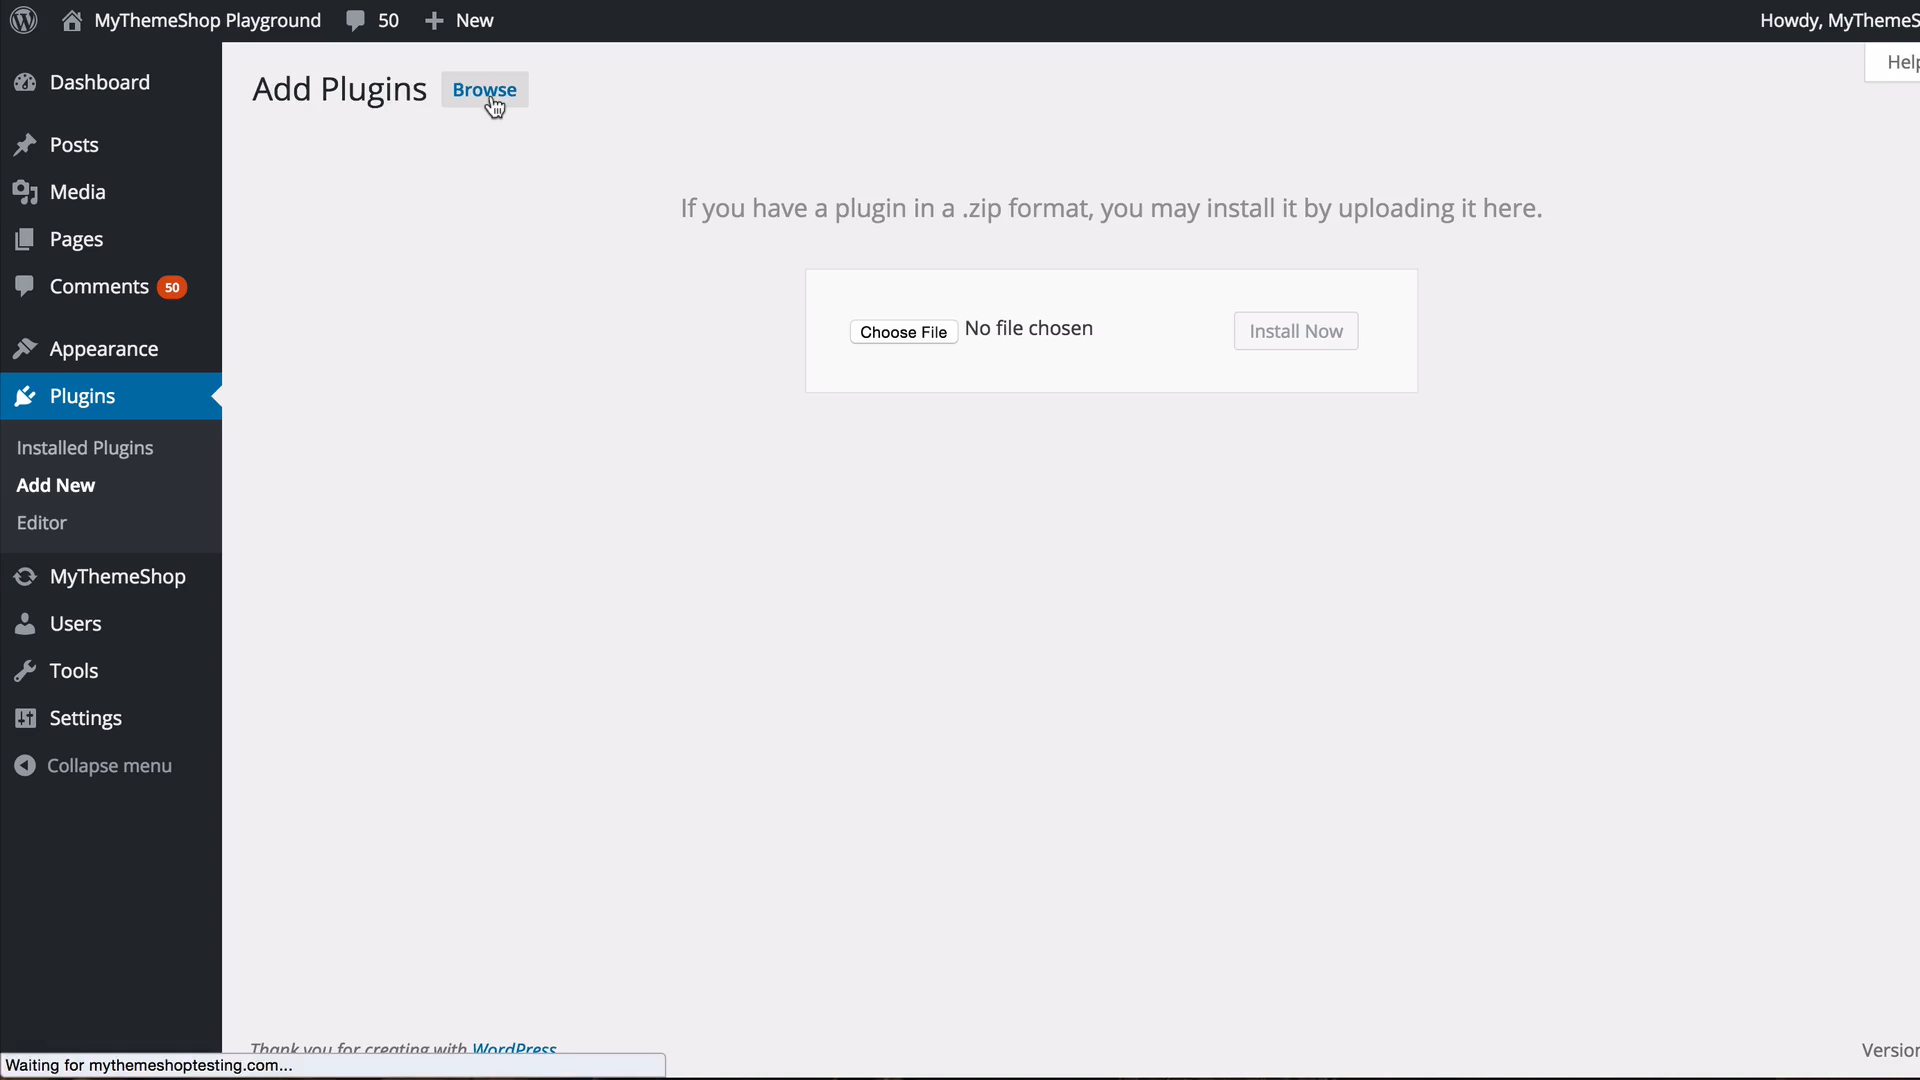 MyThemeShop Playground 50 New Howdy, MyThemeS
Help
Dashboard
Add Plugins Browse
Posts
Media
Pages
Comments 50
Appearance
Plugins
Installed Plugins
Add New
Editor
MyThemeShop
Users
Tools
Settings
Collapse menu
If you have a plugin in a .zip format, you may install it by uploading it here.
Choose File No file chosen Install Now
Thank you for creating with WordPress
Version
Waiting for mythemeshoptesting.com...